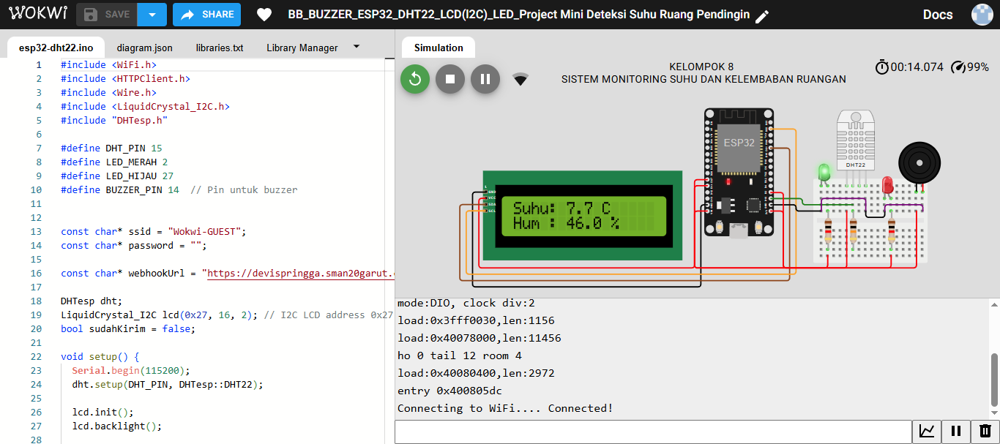 WOKWI
SAVE
SHARE
BB_BUZZER_ESP32_DHT22_LCD(I2C)_LED_Project Mini Deteksi Suhu Ruang Pendingin
Docs
esp32-dht22.ino
diagram.json
libraries.txt
Library Manager
1 #include <WiFi.h>
2 #include <HTTPClient.h>
3 #include <Wire.h>
4 #include <LiquidCrystal_I2C.h>
5 #include "DHTesp.h"
6
7 #define DHT_PIN 15
8 #define LED_MERAH 2
9 #define LED_HIJAU 27
10 #define BUZZER_PIN 14  // Pin untuk buzzer
11
12
13 const char* ssid = "Wokwi-GUEST";
14 const char* password = "";
15
16 const char* webhookUrl = "https://devispringga.sman20garut.
17
18 DHTesp dht;
19 LiquidCrystal_I2C lcd(0x27, 16, 2); // I2C LCD address 0x27
20 bool sudahKirim = false;
21
22 void setup() {
23   Serial.begin(115200);
24   dht.setup(DHT_PIN, DHTesp::DHT22);
25
26   lcd.init();
27   lcd.backlight();
28
Simulation
KELOMPOK 8
SISTEM MONITORING SUHU DAN KELEMBABAN RUANGAN
00:14.074
99%
ESP32
DHT22
1
GND
VCC
SDA
SCL
Suhu: 7.7 C
Hum : 46.0 %
mode:DIO, clock div:2
load:0x3fff0030,len:1156
load:0x40078000,len:11456
ho 0 tail 12 room 4
load:0x40080400,len:2972
entry 0x400805dc
Connecting to WiFi.... Connected!